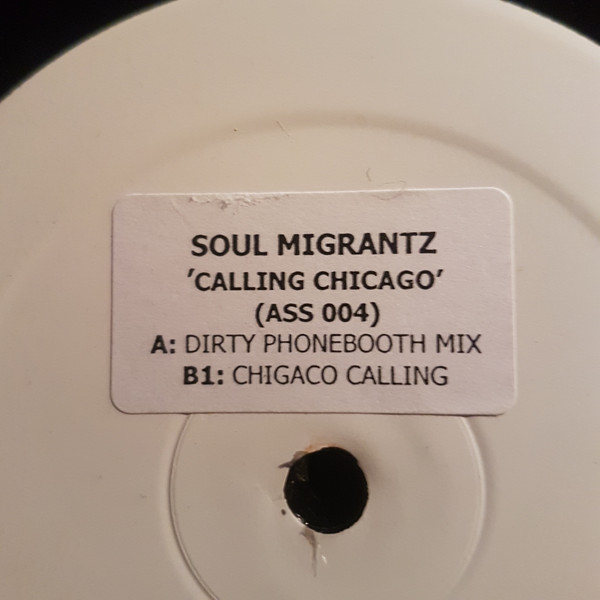 SOUL MIGRANTZ
'CALLING CHICAGO'
(ASS 004)
A: DIRTY PHONEBOOTH MIX
B1: CHIGACO CALLING